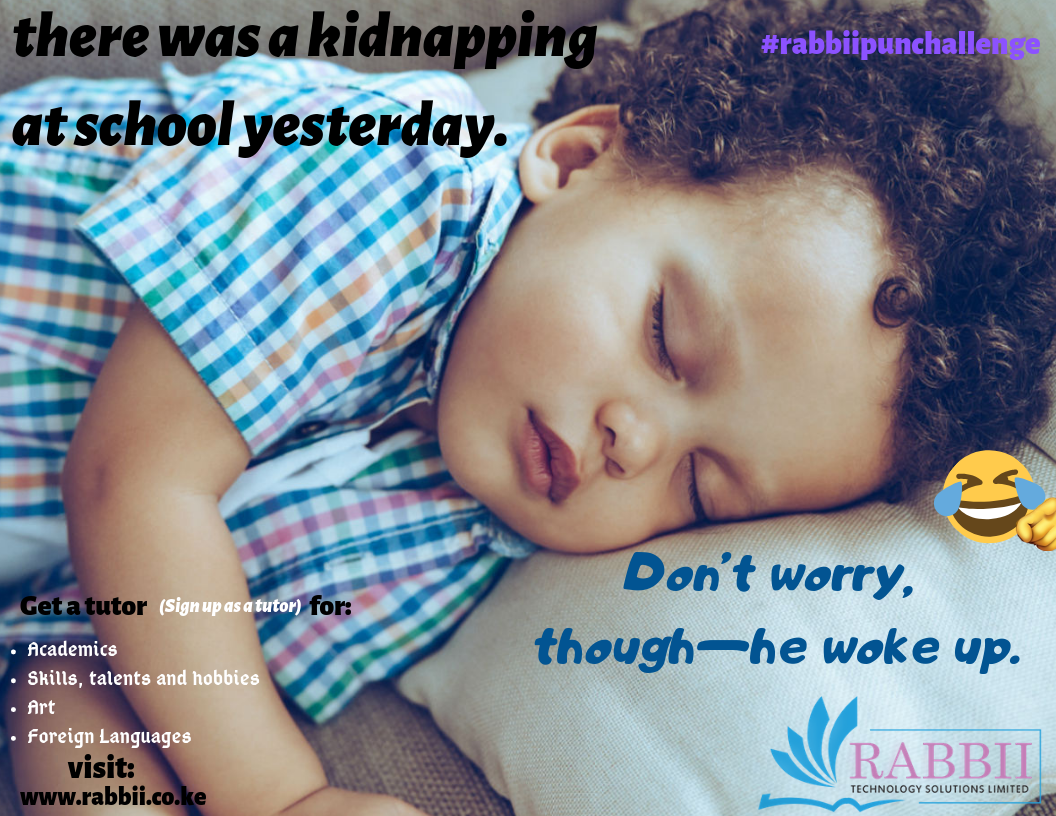 there was a kidnapping
at school yesterday.
#rabbiipunchallenge
Don't worry,
though—he woke up.
Get a tutor (Sign up as a tutor) for:
• Academics
• Skills, talents and hobbies
• Art
• Foreign Languages
visit:
www.rabbii.co.ke
RABBII
TECHNOLOGY SOLUTIONS LIMITED